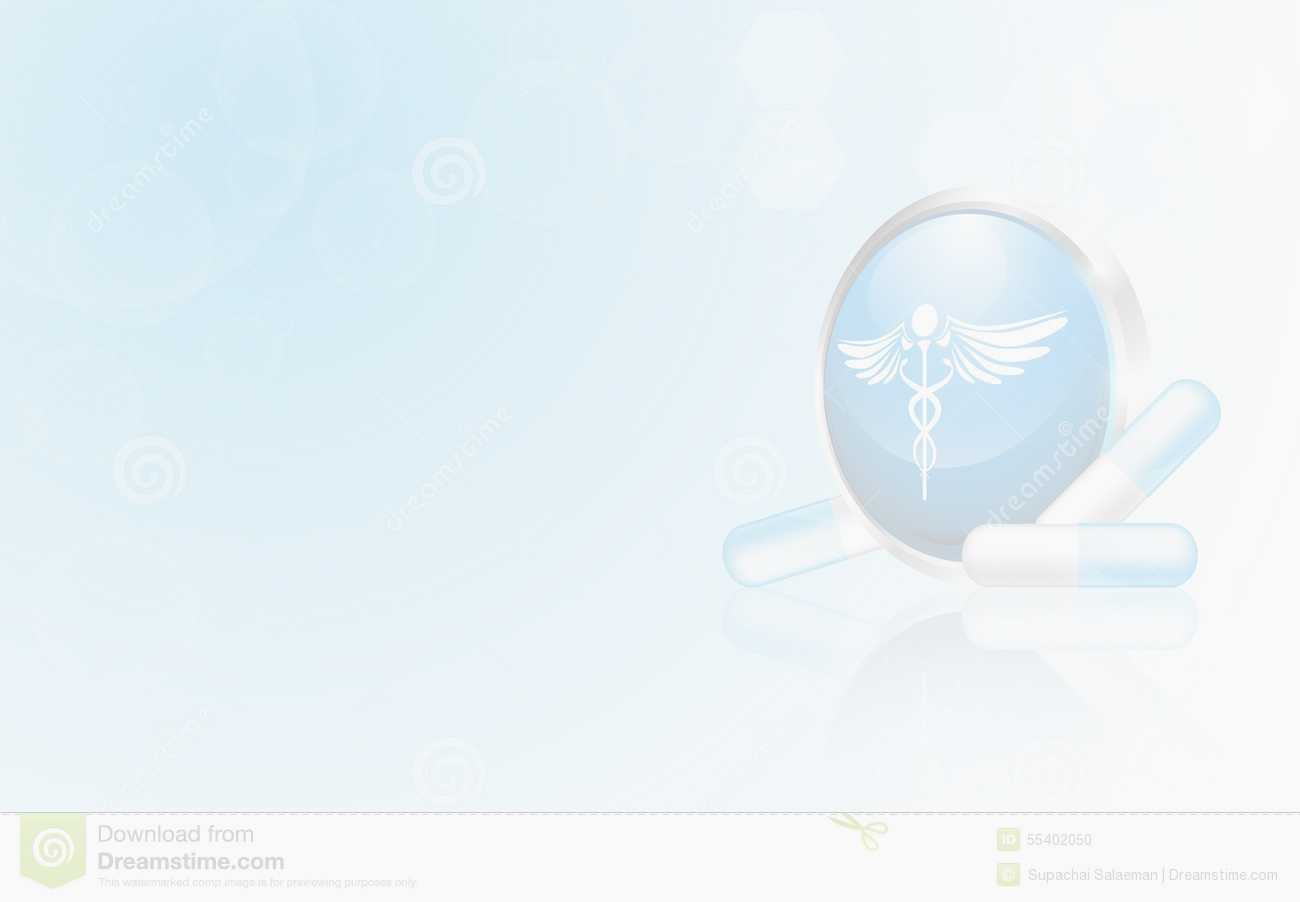 dreamstime
dreamstime
dreamstime
dreamstime
dreamstime
dreamstime
Download from
Dreamstime.com
This watermarked comp image is for previewing purposes only.
ID 55402050
© Supachai Salaeman | Dreamstime.com